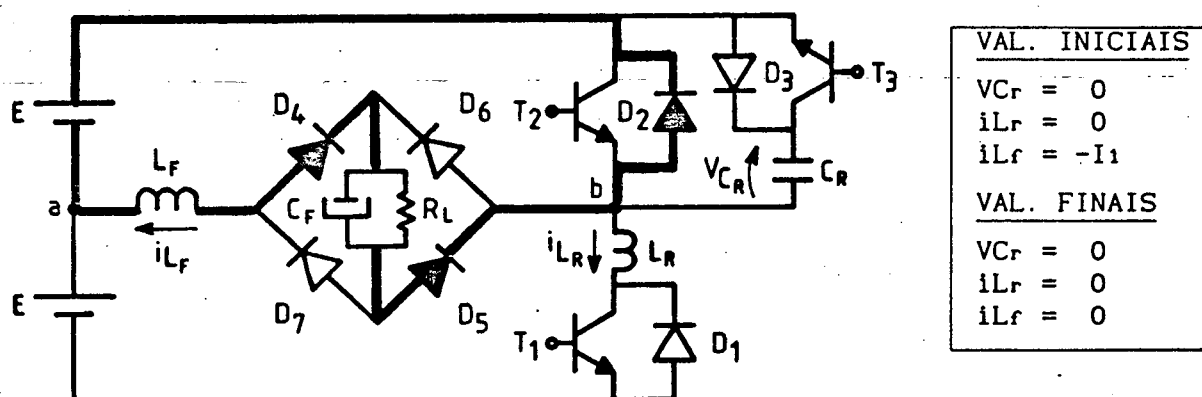 E
D4
D6
T2
D2
D3
T3
LF
a
iLF
CF
RL
b
VCR
CR
iLR
LR
E
D7
D5
T1
D1
VAL. INICIAIS
VCr = 0
iLr = 0
iLf = -I1
VAL. FINAIS
VCr = 0
iLr = 0
iLf = 0